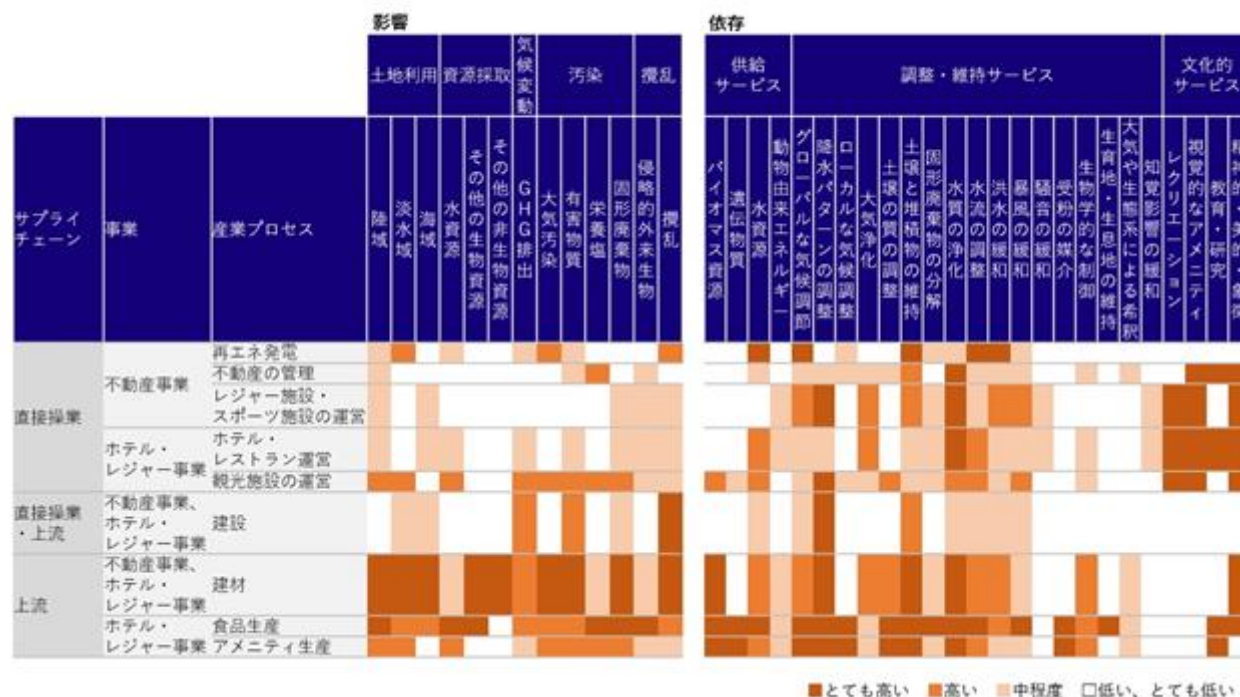 影響
依存
土地利用
資源採取
気候変動
汚染
攪乱
供給
サービス
調整・維持サービス
文化的
サービス
サプライ
チェーン
事業
産業プロセス
陸域
淡水域
海域
水資源
その他の生物資源
その他の非生物資源
GHG排出
大気汚染
有害物質
栄養塩
固形廃棄物
侵略的外来生物
攪乱
バイオマス資源
遺伝物質
水資源
動物由来エネルギー
グローバルな気候調節
降水パターンの調整
ローカルな気候調整
大気浄化
土壌の質の調整
土壌と堆積物の維持
固形廃棄物の分解
水質の浄化
水流の調整
洪水の緩和
暴風の緩和
騒音の緩和
受粉の媒介
生物学的な制御
生育地・生息地の維持
大気や生態系による希釈
知覚影響の緩和
レクリエーション
視覚的なアメニティ
教育・研究
精神的・美的・象徴
直接操業
不動産事業
再エネ発電
不動産の管理
レジャー施設・
スポーツ施設の運営
ホテル・
レジャー事業
ホテル・
レストラン運営
観光施設の運営
直接操業
・上流
不動産事業、
ホテル・
レジャー事業
建設
上流
不動産事業、
ホテル・
レジャー事業
建材
ホテル・
レジャー事業
食品生産
アメニティ生産
とても高い 高い 中程度 低い、とても低い